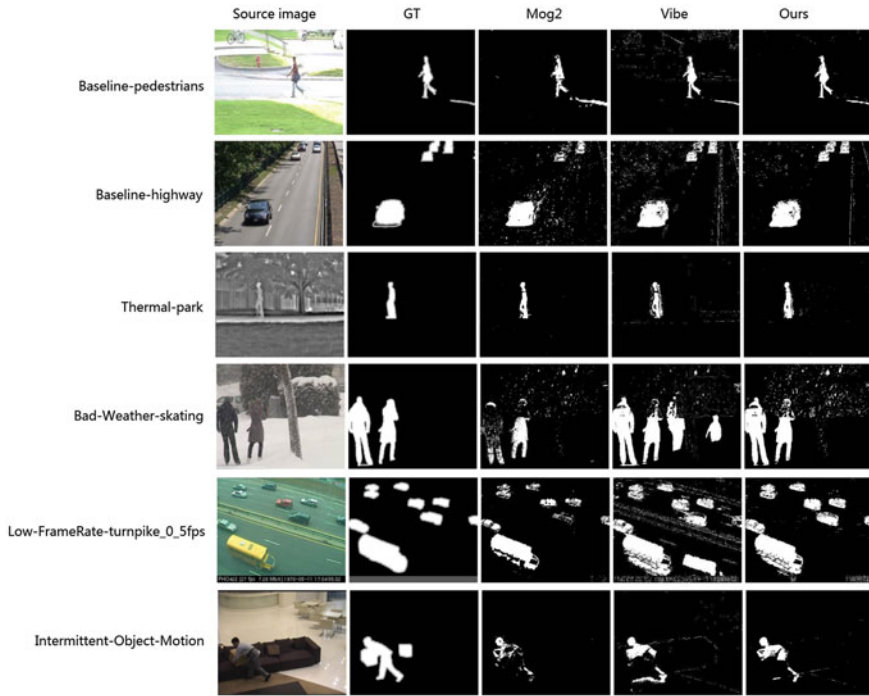 Source image GT Mog2 Vibe Ours
Baseline-pedestrians
Baseline-highway
Thermal-park
Bad-Weather-skating
Low-FrameRate-turnpike_0_5fps
Intermittent-Object-Motion